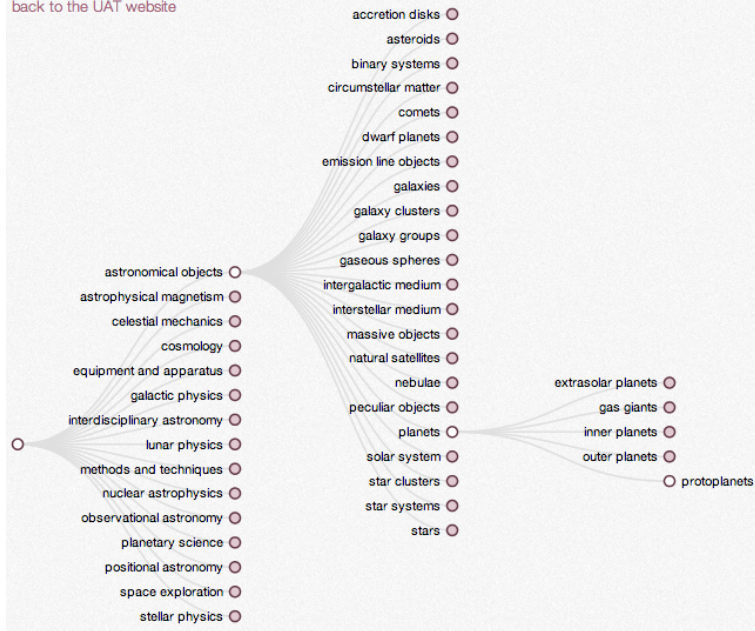 back to the UAT website
accretion disks
asteroids
binary systems
circumstellar matter
comets
dwarf planets
emission line objects
galaxies
galaxy clusters
galaxy groups
gaseous spheres
intergalactic medium
interstellar medium
massive objects
natural satellites
nebulae
peculiar objects
planets
solar system
star clusters
star systems
stars
astronomical objects
astrophysical magnetism
celestial mechanics
cosmology
equipment and apparatus
galactic physics
interdisciplinary astronomy
lunar physics
methods and techniques
nuclear astrophysics
observational astronomy
planetary science
positional astronomy
space exploration
stellar physics
extrasolar planets
gas giants
inner planets
outer planets
protoplanets